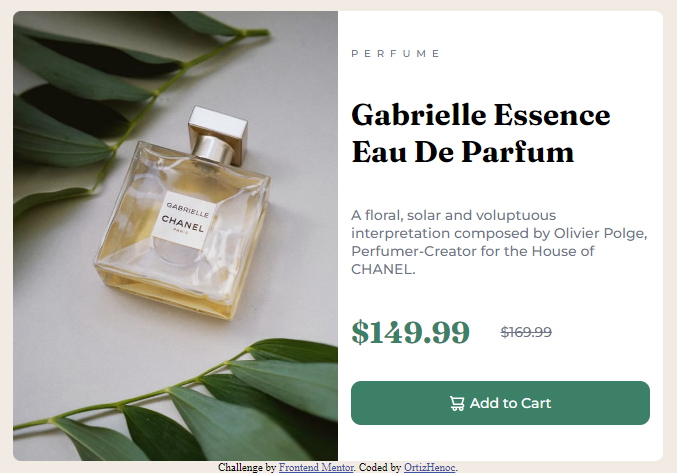 PERFUME
Gabrielle Essence
Eau De Parfum
A floral, solar and voluptuous
interpretation composed by Olivier Polge,
Perfumer-Creator for the House of
CHANEL.
$149.99 $169.99
Add to Cart
GABRIELLE
CHANEL
PARIS
Challenge by Frontend Mentor. Coded by OrtizHenoc.